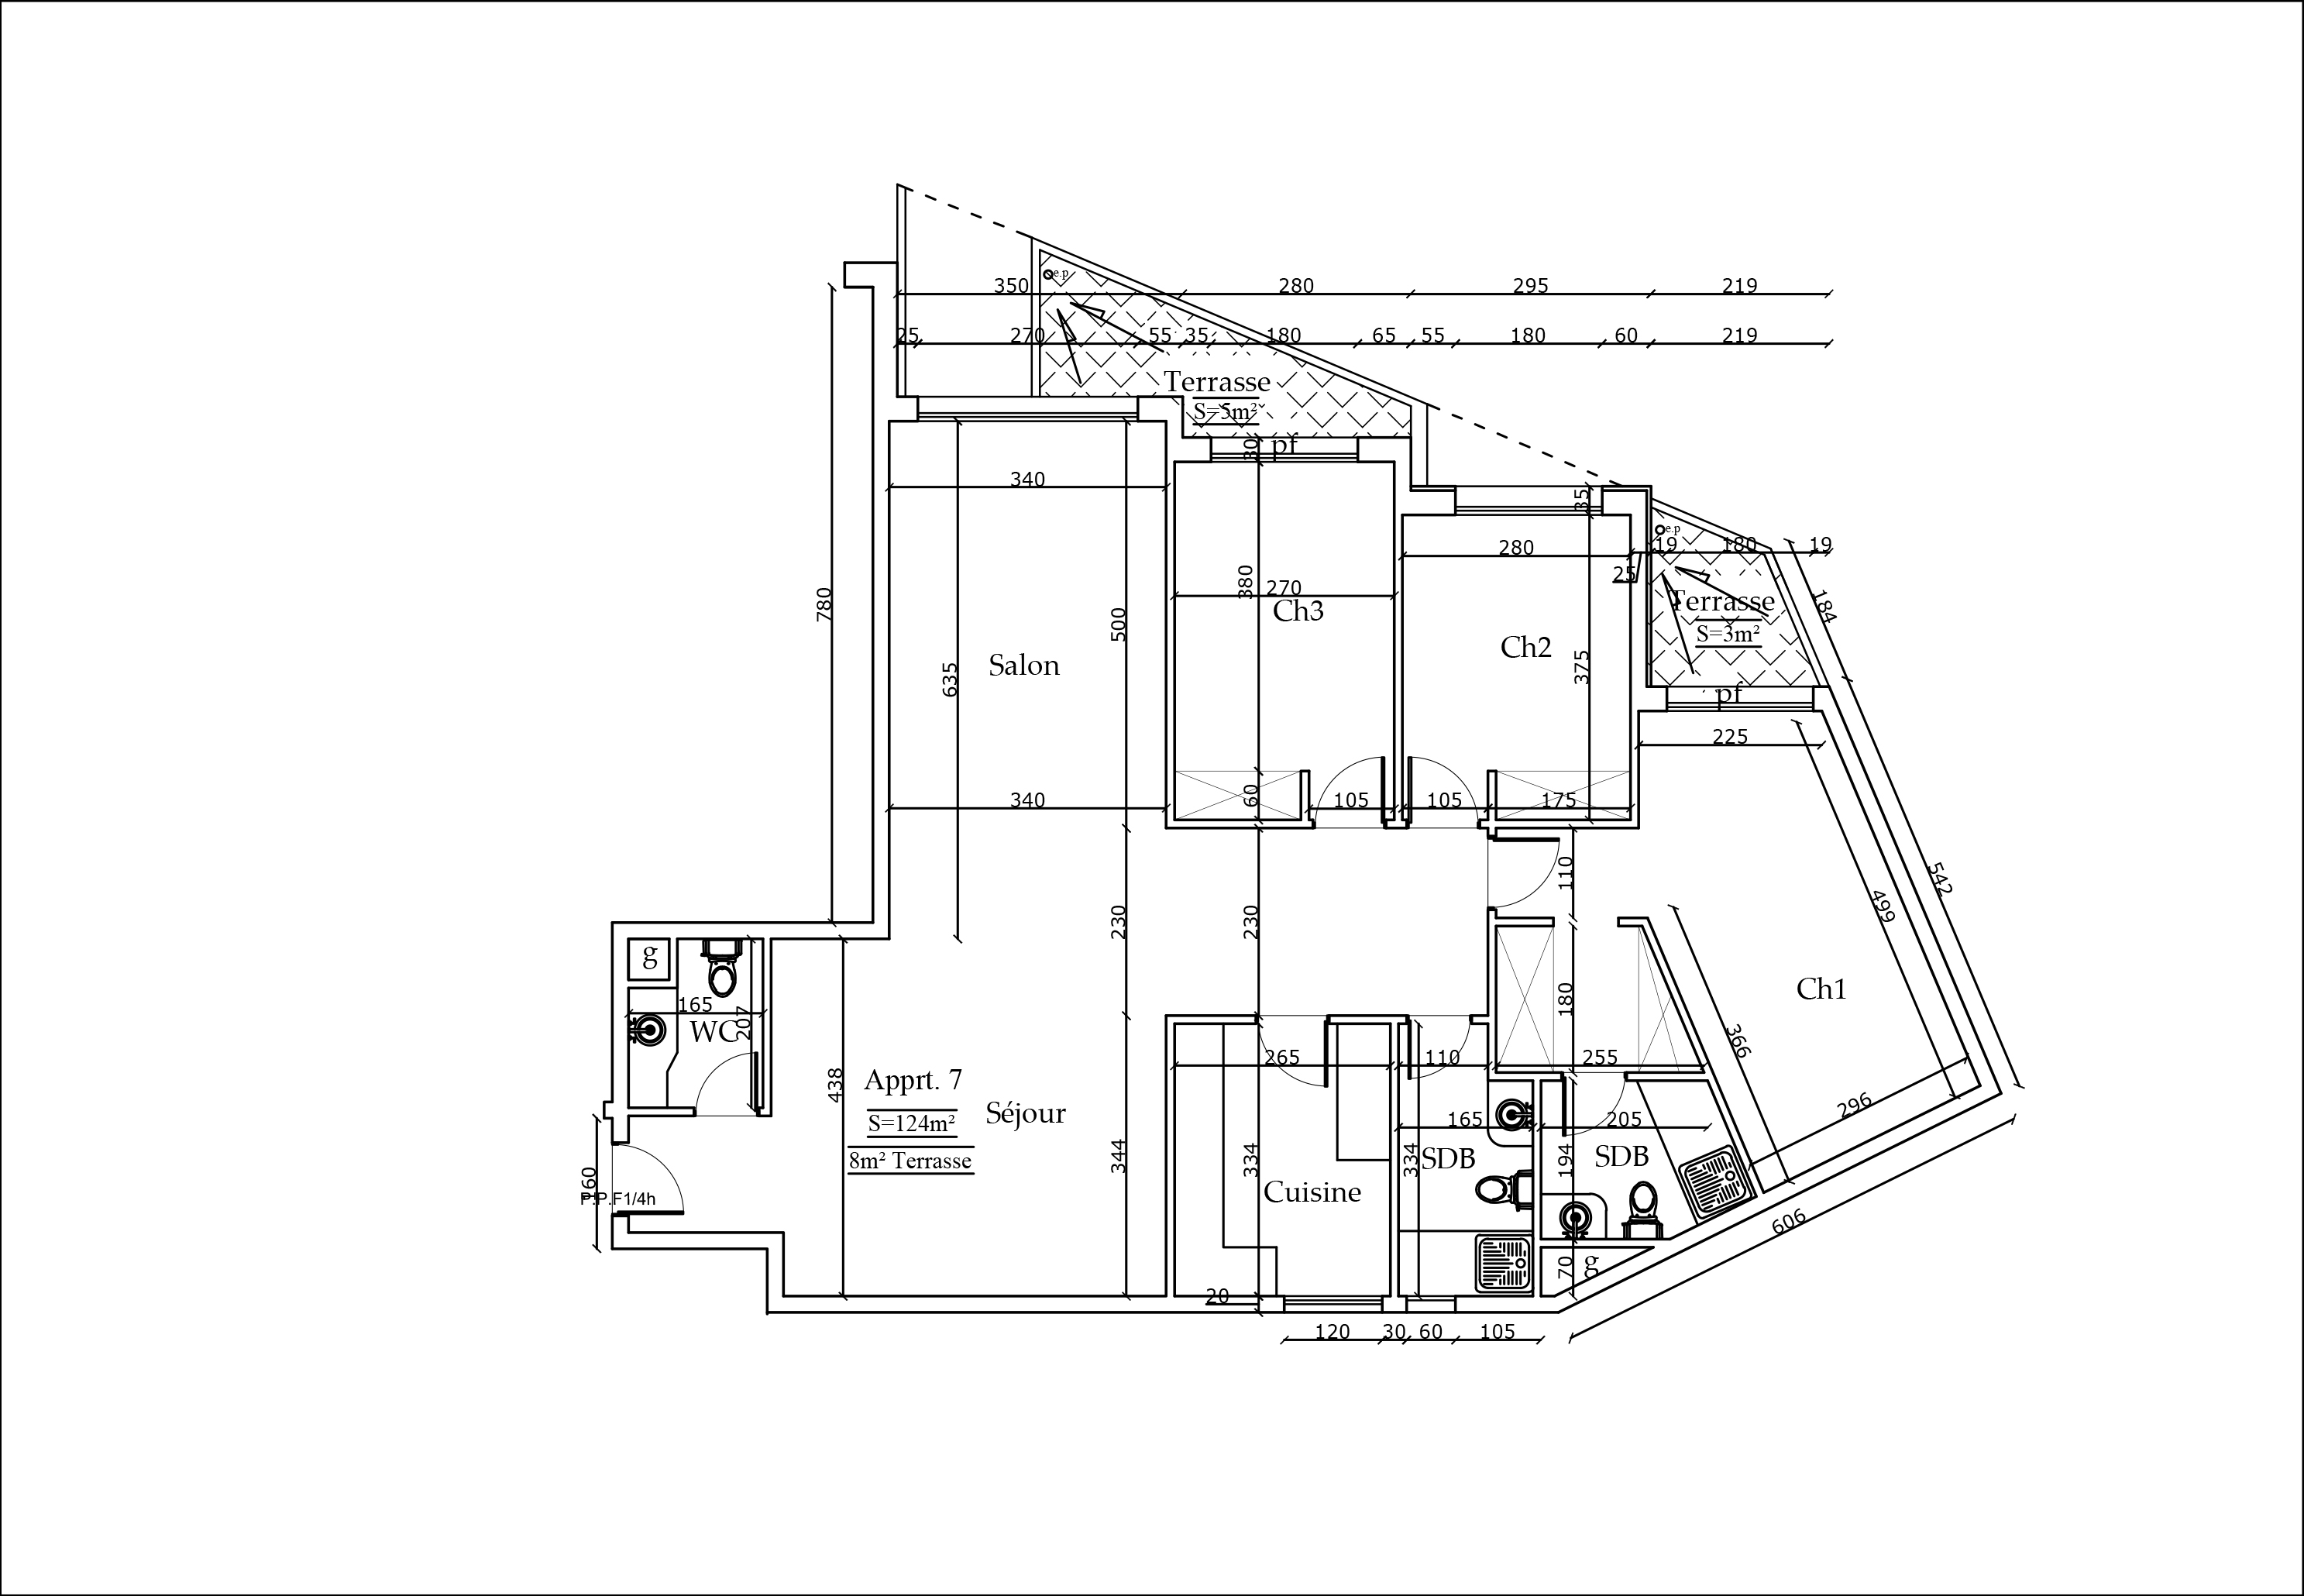 e.p
350
280
295
219
25
270
55
35
180
65
55
180
60
219
Terrasse
S=5m²
30
pf
340
35
e.p
280
19
180
19
25
380
270
Ch3
780
500
Ch2
375
Terrasse
S=3m²
184
Salon
635
pf
225
340
60
105
105
175
110
542
499
230
230
g
165
WC
207
180
Ch1
366
265
110
255
438
Apprt. 7
S=124m²
8m² Terrasse
Séjour
344
334
334
165
205
296
SDB
194
SDB
160
P.P.F1/4h
Cuisine
606
70
g
20
120
30
60
105